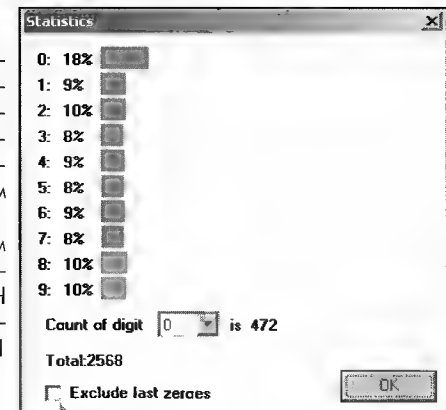 Statistics
0: 18%
1: 9%
2: 10%
3: 8%
4: 9%
5: 8%
6: 9%
7: 8%
8: 10%
9: 10%
Count of digit 0 is 472
Total:2568
Exclude last zeroes
OK